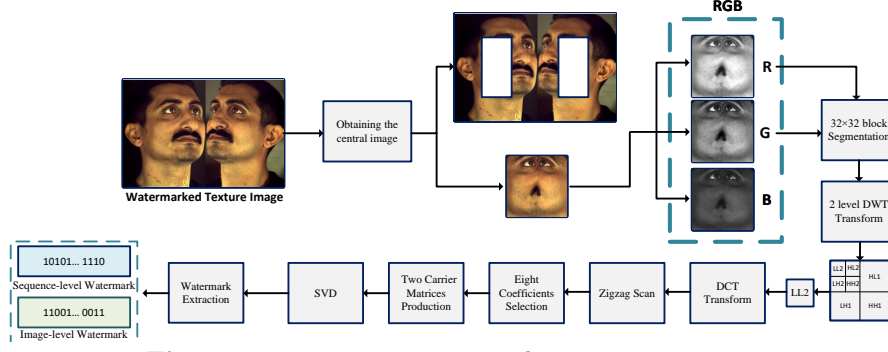 RGB
R
G
B
Watermarked Texture Image
Obtaining the
central image
32×32 block
Segmentation
2 level DWT
Transform
LL2 HL2
LH2 HH2
HL1
LH1
HH1
LL2
DCT
Transform
Zigzag Scan
Eight
Coefficients
Selection
Two Carrier
Matrices
Production
SVD
Watermark
Extraction
10101... 1110
Sequence-level Watermark
11001... 0011
Image-level Watermark